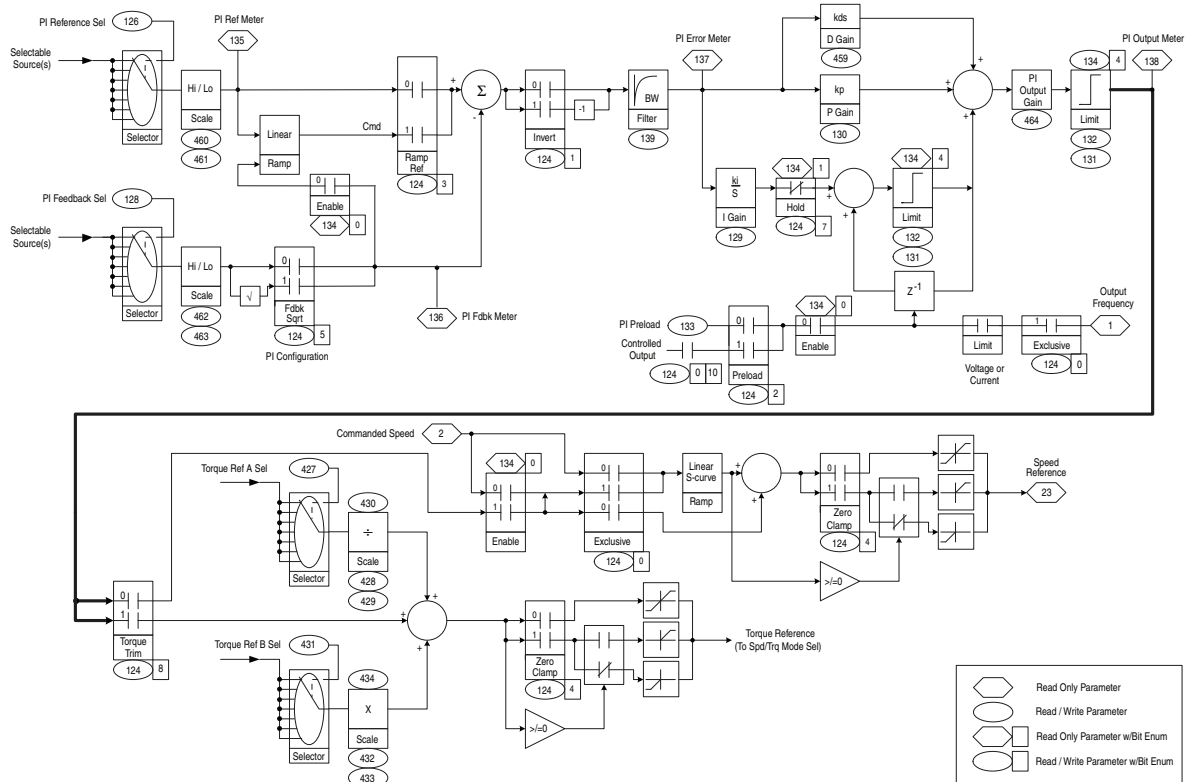 PI Reference Sel
126
PI Ref Meter
135
Selectable
Source(s)
Selector
Hi / Lo
Scale
460
461
Linear
Ramp
Cmd
0
1
Ramp
Ref
124
3
+
Σ
-
0
1
-1
Invert
124
1
BW
Filter
139
PI Error Meter
137
kds
D Gain
459
kp
P Gain
130
+
+
+
PI
Output
Gain
464
134
4
Limit
132
131
PI Output Meter
138
0
Enable
134
0
PI Feedback Sel
128
Selectable
Source(s)
Selector
Hi / Lo
Scale
462
463
√
0
1
Fdbk
Sqrt
124
5
PI Configuration
136
PI Fdbk Meter
ki
S
I Gain
129
134
1
Hold
124
7
+
+
134
4
Limit
132
131
Z-1
PI Preload
133
Controlled
Output
124
0
10
0
1
Preload
124
2
134
0
0
Enable
Limit
Voltage or
Current
1
Exclusive
124
0
Output
Frequency
1
Commanded Speed
2
134
0
0
1
Enable
0
1
0
Exclusive
124
0
Linear
S-curve
Ramp
+
+
0
1
Zero
Clamp
124
4
>/=0
Speed
Reference
23
Torque Ref A Sel
427
Selector
430
÷
Scale
428
429
0
1
Torque
Trim
124
8
Torque Ref B Sel
431
Selector
434
X
Scale
432
433
+
+
+
0
1
Zero
Clamp
124
4
>/=0
Torque Reference
(To Spd/Trq Mode Sel)
Read Only Parameter
Read / Write Parameter
Read Only Parameter w/Bit Enum
Read / Write Parameter w/Bit Enum